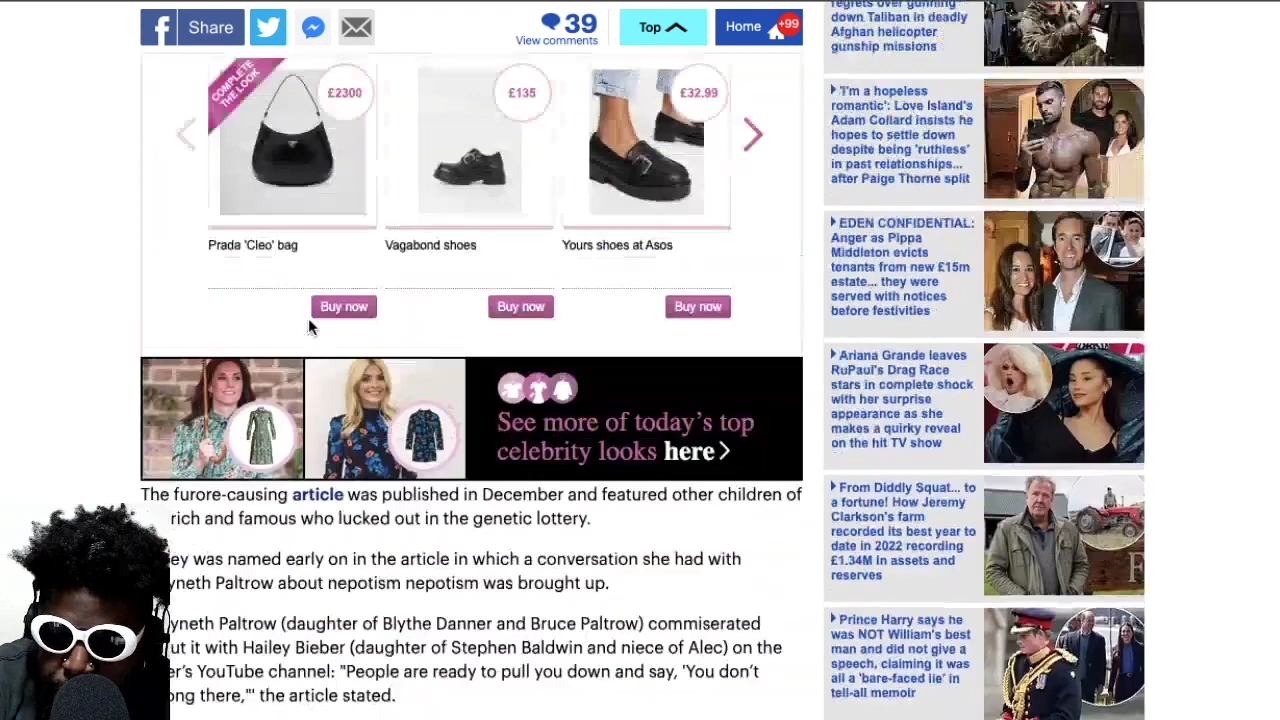 Share
39
View comments
Top
Home
+99
COMPLETE
THE LOOK
£2300
£135
£32.99
Prada 'Cleo' bag
Vagabond shoes
Yours shoes at Asos
Buy now
Buy now
Buy now
See more of today's top
celebrity looks here
The furore-causing article was published in December and featured other children of
rich and famous who lucked out in the genetic lottery.
was named early on in the article in which a conversation she had with
Paltrow about nepotism nepotism was brought up.
Paltrow (daughter of Blythe Danner and Bruce Paltrow) commiserated
it with Hailey Bieber (daughter of Stephen Baldwin and niece of Alec) on the
YouTube channel: "People are ready to pull you down and say, 'You don't
there,'" the article stated.
regrets over gunning
down Taliban in deadly
Afghan helicopter
gunship missions
'I'm a hopeless
romantic': Love Island's
Adam Collard insists he
hopes to settle down
despite being 'ruthless'
in past relationships...
after Paige Thorne split
EDEN CONFIDENTIAL:
Anger as Pippa
Middleton evicts
tenants from new £15m
estate... they were
served with notices
before festivities
Ariana Grande leaves
RuPaul's Drag Race
stars in complete shock
with her surprise
appearance as she
makes a quirky reveal
on the hit TV show
From Diddly Squat... to
a fortune! How Jeremy
Clarkson's farm
recorded its best year to
date in 2022 recording
£1.34M in assets and
reserves
Prince Harry says he
was NOT William's best
man and did not give a
speech, claiming it was
all a 'bare-faced lie' in
tell-all memoir